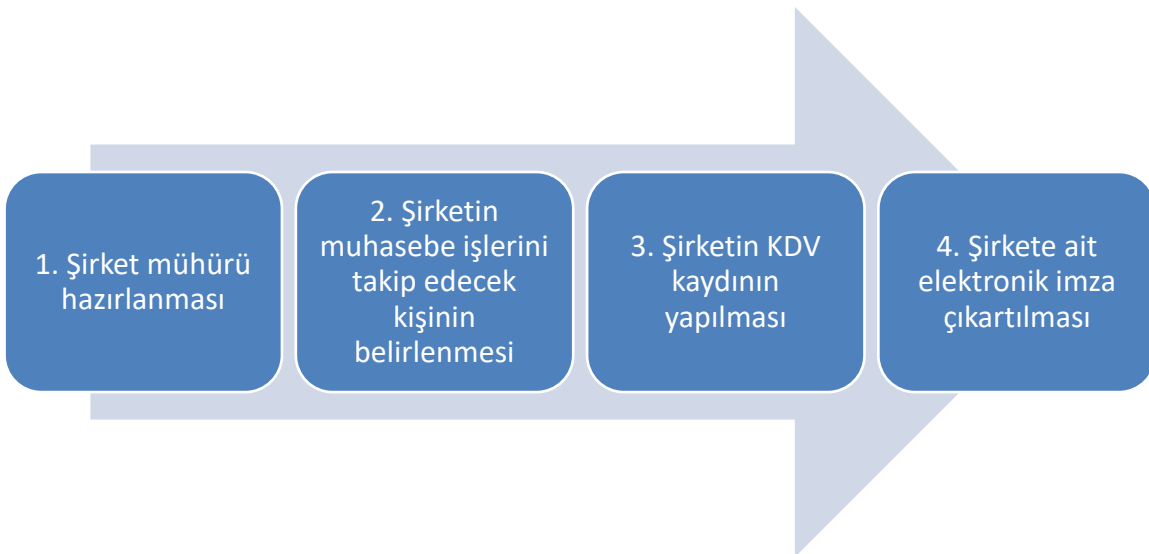 1. Şirket mühürü
hazırlanması
2. Şirketin
muhasebe işlerini
takip edecek
kişinin
belirlenmesi
3. Şirketin KDV
kaydının
yapılması
4. Şirkete ait
elektronik imza
çıkartılması